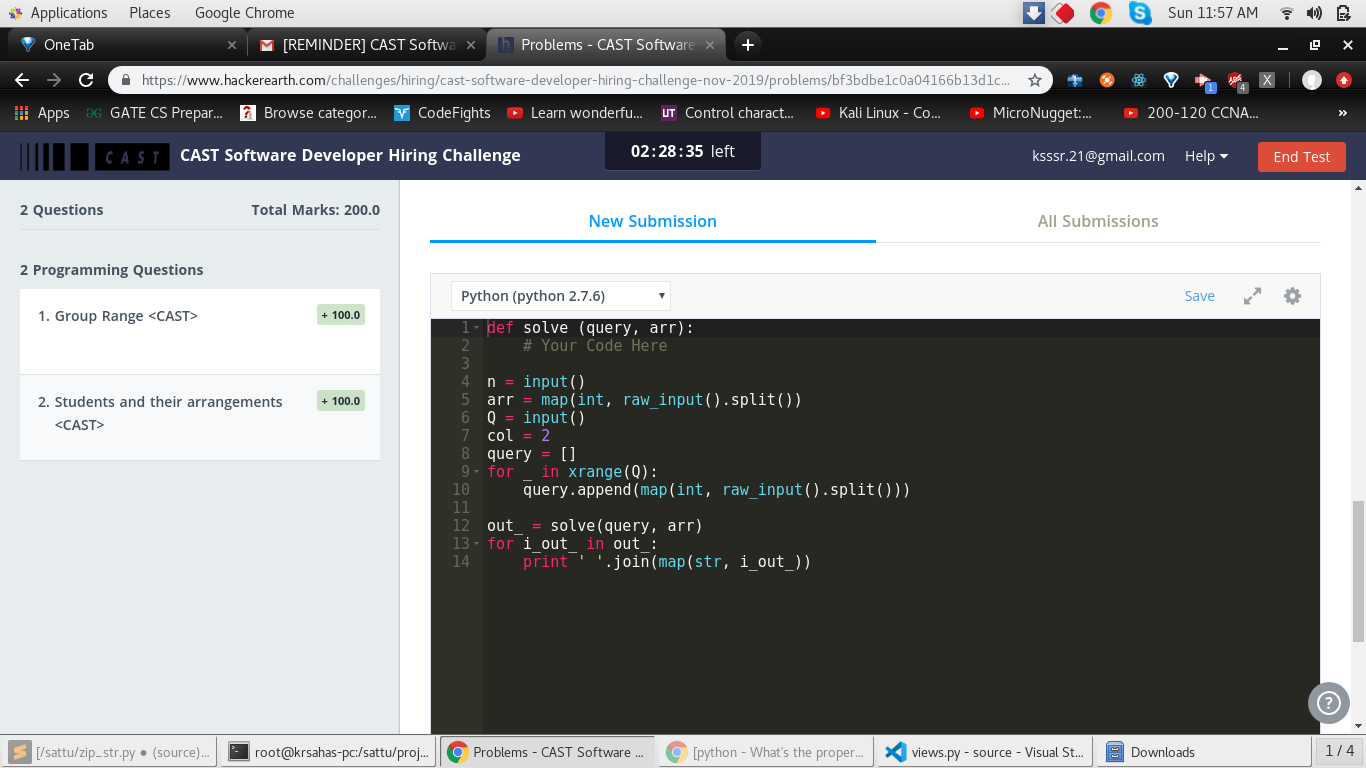 Applications Places Google Chrome Sun 11:57 AM
OneTab [REMINDER] CAST Softwa Problems - CAST Software
https://www.hackerearth.com/challenges/hiring/cast-software-developer-hiring-challenge-nov-2019/problems/bf3bdbe1c0a04166b13d1c...
1 4 X
Apps GATE CS Prepar... Browse categor... CodeFights Learn wonderfu... UT Control charact... Kali Linux - Co... MicroNugget:... 200-120 CCNA... »
CAST CAST Software Developer Hiring Challenge 02:28:35 left ksssr.21@gmail.com Help End Test
2 Questions Total Marks: 200.0
New Submission All Submissions
2 Programming Questions
1. Group Range <CAST> + 100.0
2. Students and their arrangements + 100.0
<CAST>
Python (python 2.7.6) Save
1 def solve (query, arr):
2     # Your Code Here
3
4 n = input()
5 arr = map(int, raw_input().split())
6 Q = input()
7 col = 2
8 query = []
9 for _ in xrange(Q):
10     query.append(map(int, raw_input().split()))
11
12 out_ = solve(query, arr)
13 for i_out_ in out_:
14     print ' '.join(map(str, i_out_))
?
[/sattu/zip_str.py ● (source)... root@krsahas-pc:/sattu/proj... Problems - CAST Software ... [python - What's the proper... views.py - source - Visual St... Downloads 1 / 4